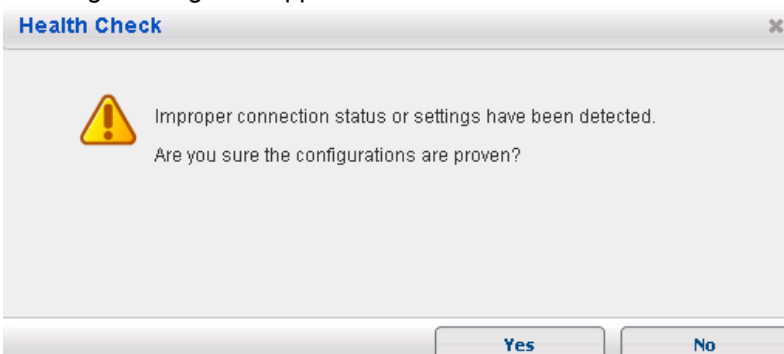 Health Check
Improper connection status or settings have been detected.
Are you sure the configurations are proven?
Yes No